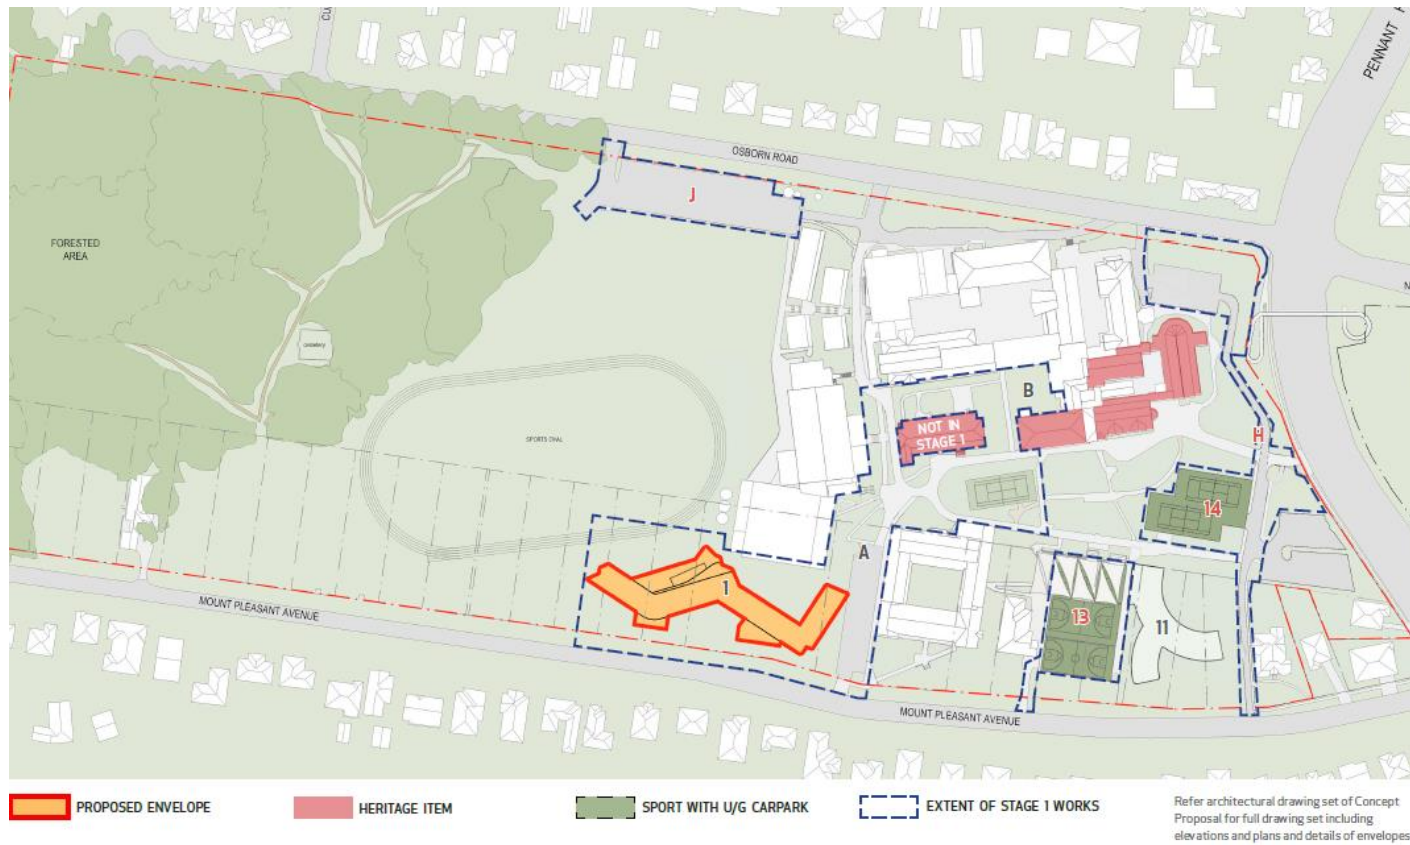 PENNANT
OSBORN ROAD
J
FORESTED
AREA
B
NOT IN
STAGE 1
SPORTS OVAL
H
14
A
1
MOUNT PLEASANT AVENUE
13
11
MOUNT PLEASANT AVENUE
PROPOSED ENVELOPE
HERITAGE ITEM
SPORT WITH U/G CARPARK
EXTENT OF STAGE 1 WORKS
Refer architectural drawing set of Concept
Proposal for full drawing set including
elevations and plans and details of envelopes